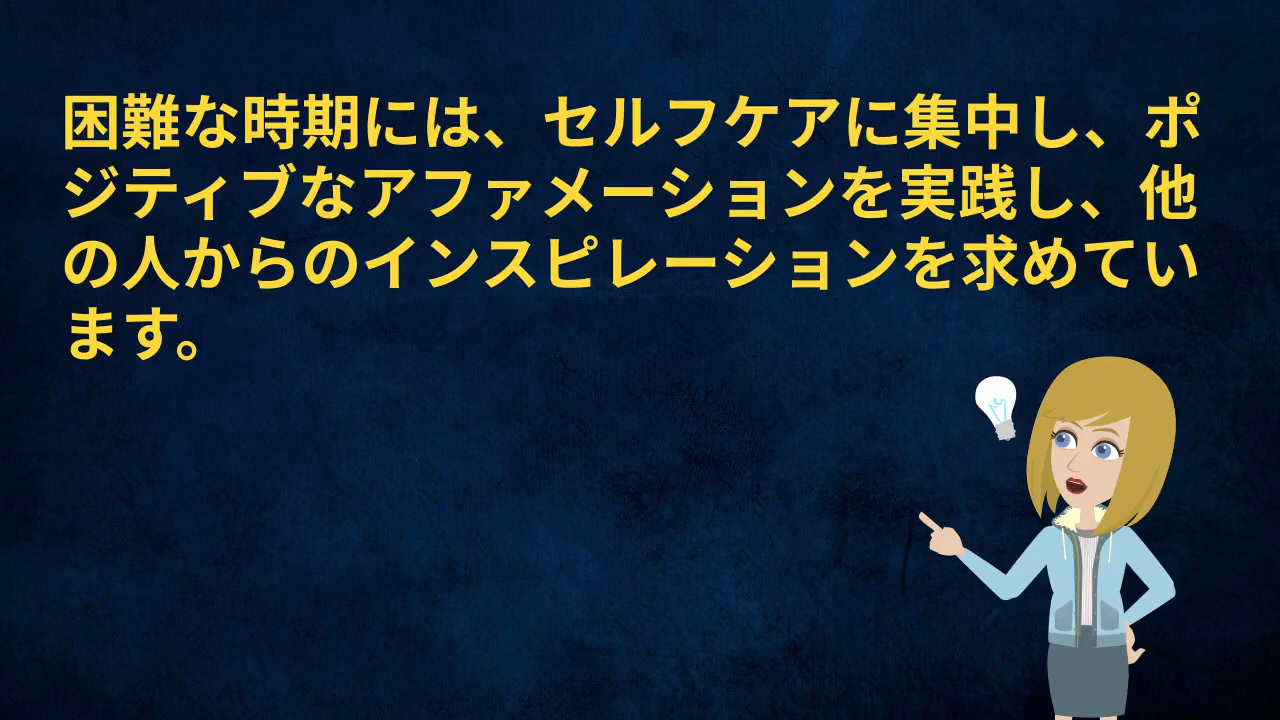 困難な時期には、セルフケアに集中し、ポ
ジティブなアファメーションを実践し、他
の人からのインスピレーションを求めてい
ます。